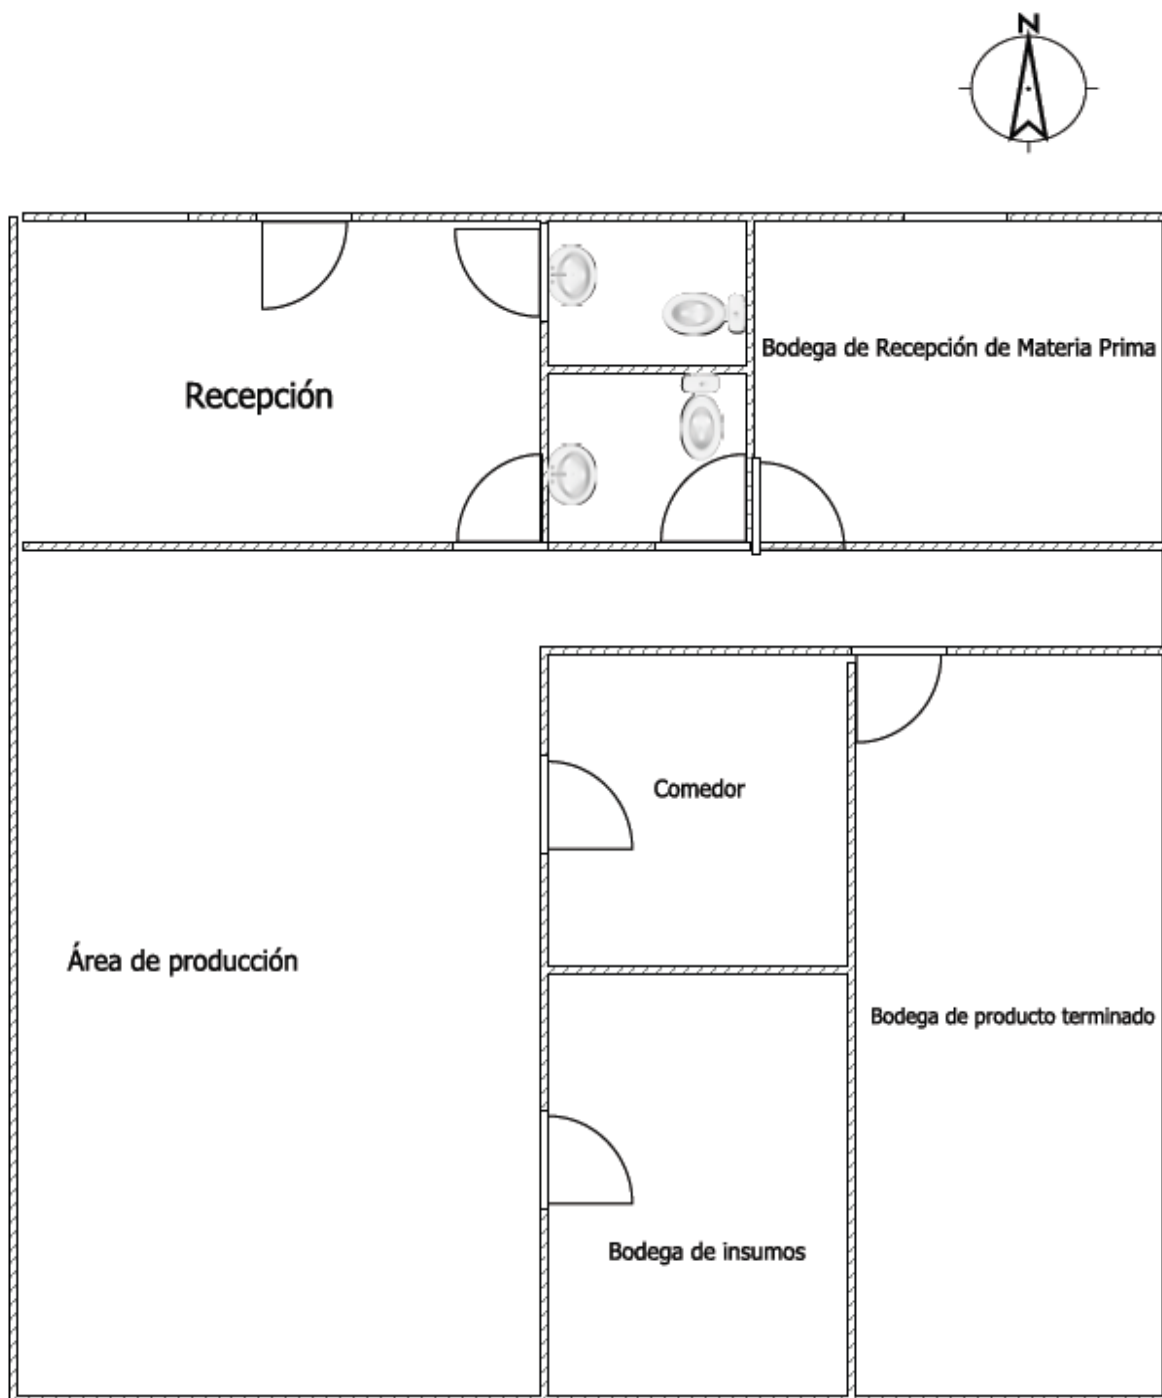 N
Bodega de Recepción de Materia Prima
Recepción
Comedor
Área de producción
Bodega de producto terminado
Bodega de insumos